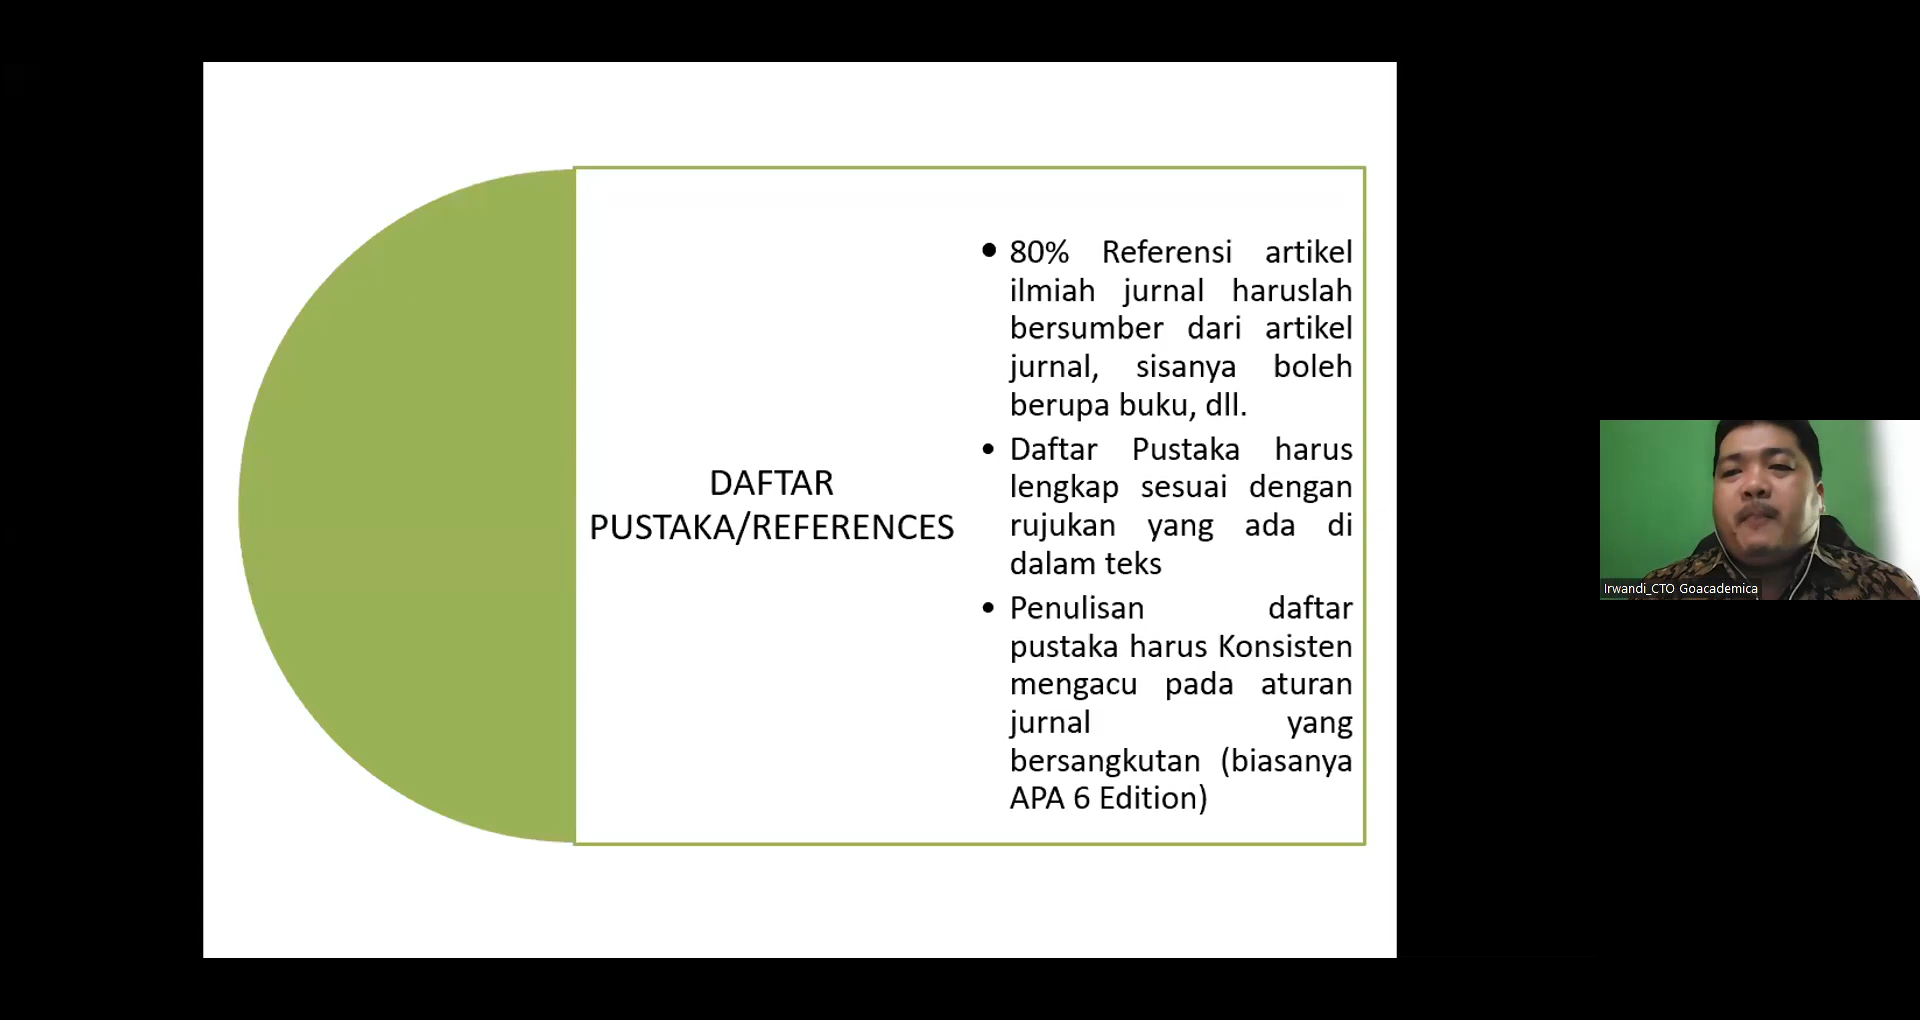 DAFTAR
PUSTAKA/REFERENCES
• 80% Referensi artikel
ilmiah jurnal haruslah
bersumber dari artikel
jurnal, sisanya boleh
berupa buku, dll.
• Daftar Pustaka harus
lengkap sesuai dengan
rujukan yang ada di
dalam teks
• Penulisan daftar
pustaka harus Konsisten
mengacu pada aturan
jurnal yang
bersangkutan (biasanya
APA 6 Edition)
Irwandi_CTO Goacademica